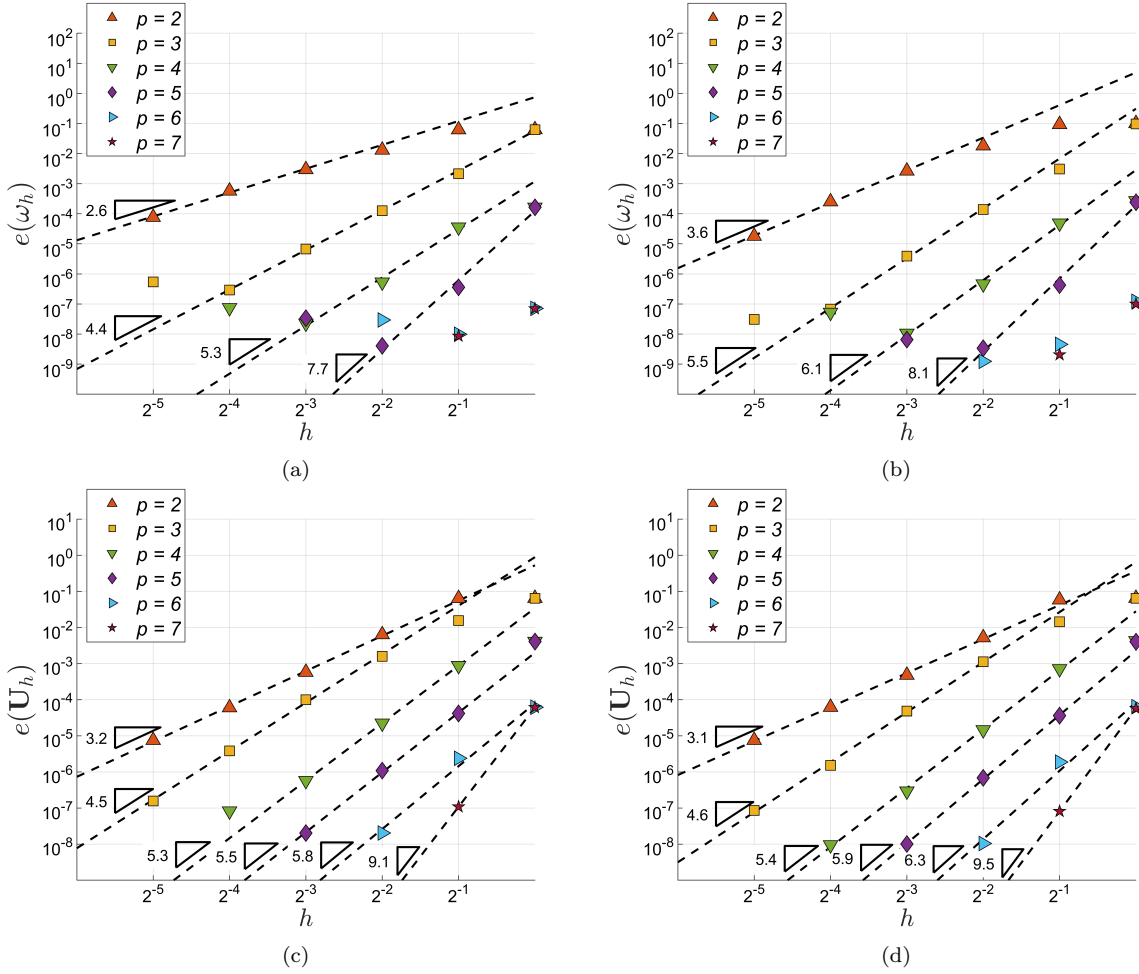 p = 2
p = 3
p = 4
p = 5
p = 6
p = 7
10^2
10^1
10^0
10^-1
10^-2
10^-3
10^-4
10^-5
10^-6
10^-7
10^-8
10^-9
e(ω_h)
2.6
4.4
5.3
7.7
2^-5
2^-4
2^-3
2^-2
2^-1
h
(a)
p = 2
p = 3
p = 4
p = 5
p = 6
p = 7
10^2
10^1
10^0
10^-1
10^-2
10^-3
10^-4
10^-5
10^-6
10^-7
10^-8
10^-9
e(ω_h)
3.6
5.5
6.1
8.1
2^-5
2^-4
2^-3
2^-2
2^-1
h
(b)
p = 2
p = 3
p = 4
p = 5
p = 6
p = 7
10^1
10^0
10^-1
10^-2
10^-3
10^-4
10^-5
10^-6
10^-7
10^-8
e(U_h)
3.2
4.5
5.3
5.5
5.8
9.1
2^-5
2^-4
2^-3
2^-2
2^-1
h
(c)
p = 2
p = 3
p = 4
p = 5
p = 6
p = 7
10^1
10^0
10^-1
10^-2
10^-3
10^-4
10^-5
10^-6
10^-7
10^-8
e(U_h)
3.1
4.6
5.4
5.9
6.3
9.5
2^-5
2^-4
2^-3
2^-2
2^-1
h
(d)